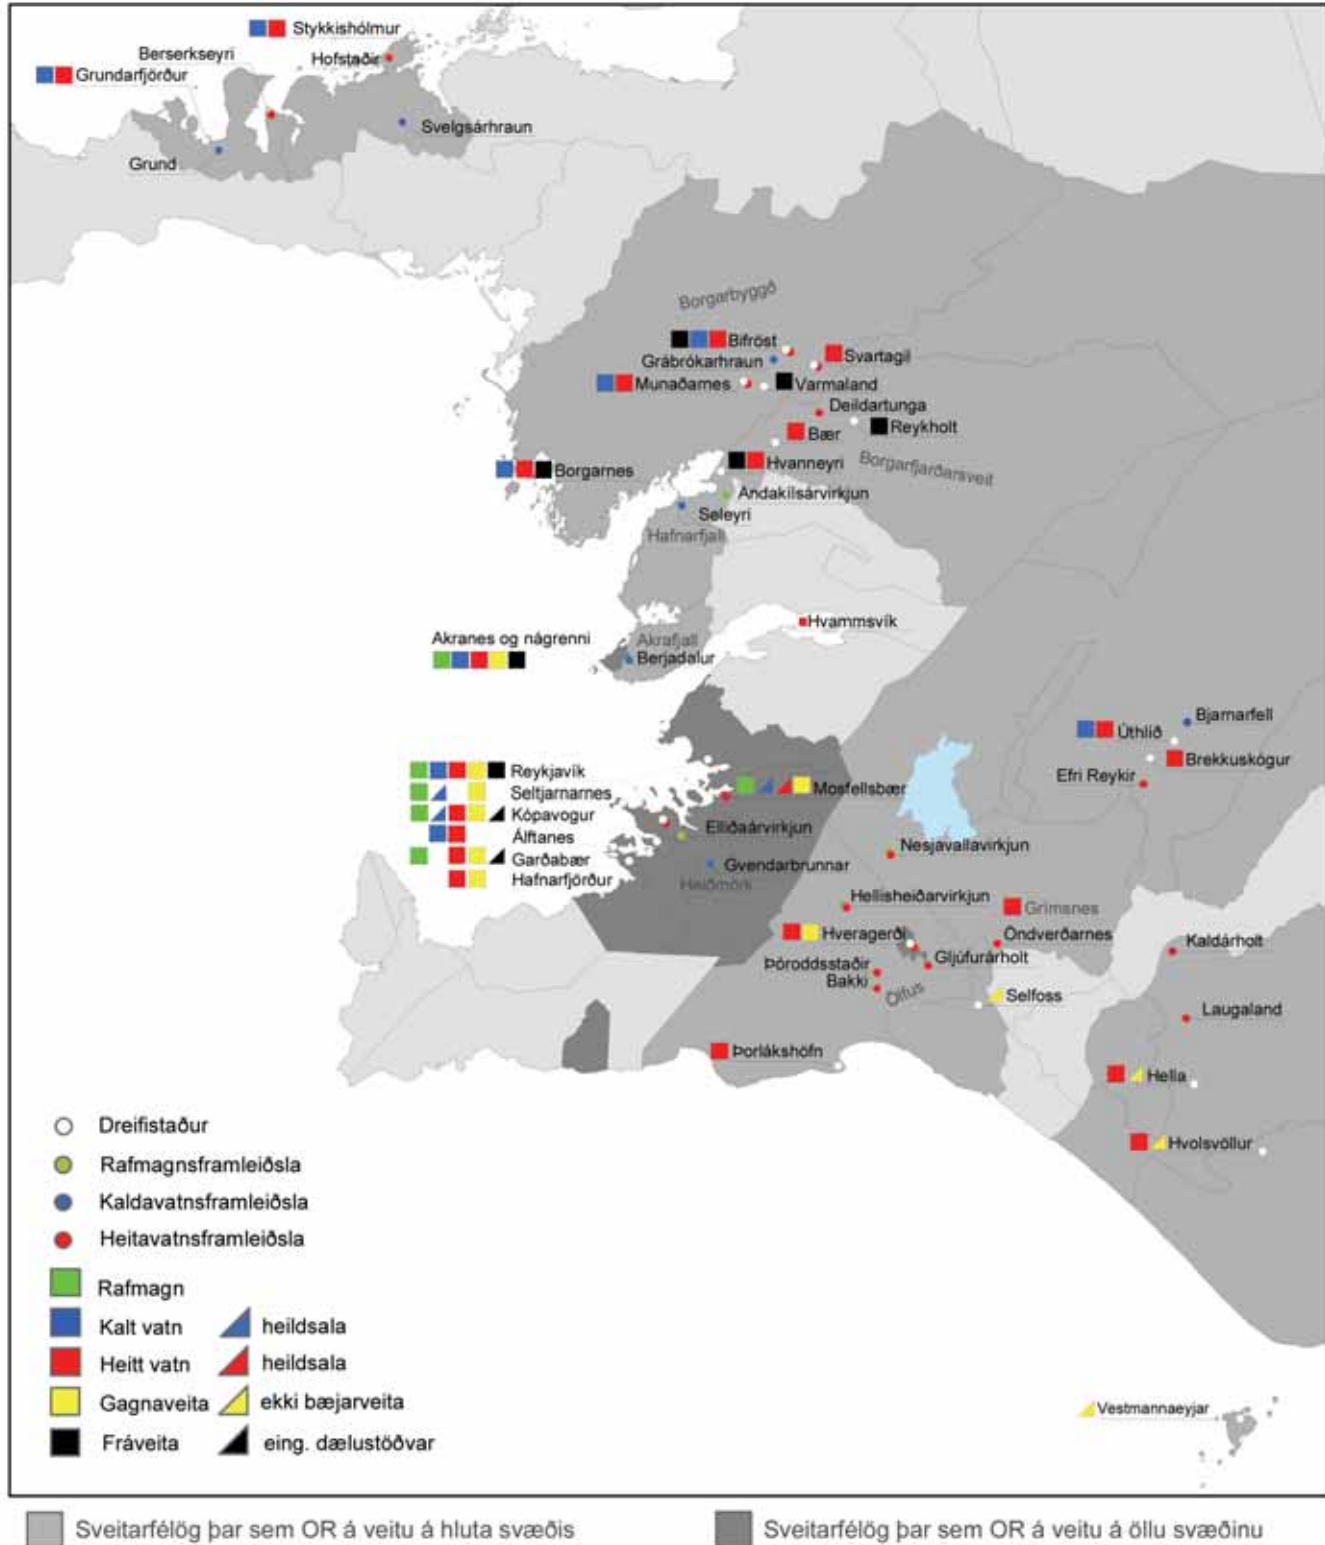 Stykkishólmur
Berserkseyri
Hofstaðir
Grundarfjörður
Svelgsárhraun
Grund
Borgarbyggð
Bifröst
Svartagil
Grábrókarhraun
Munaðarnes
Varmaland
Deildartunga
Reykholt
Bær
Borgarnes
Hvanneyri
Borgarfjarðarsveit
Andakílsárvirkjun
Seleyri
Hafnarfjall
Hvammsvík
Akranes og nágrenni
Akrafjall
Berjadalur
Bjarnarfell
Úthlíð
Brekkuskógur
Efri Reykir
Reykjavík
Seltjarnarnes
Mosfellsbær
Kópavogur
Elliðaárvirkjun
Álftanes
Nesjavallavirkjun
Garðabær
Gvendarbrunnar
Hafnarfjörður
Heiðmörk
Hellisheiðarvirkjun
Grímsnes
Hveragerði
Öndverðarnes
Kaldárholt
Þóroddsstaðir
Gljúfurárholt
Bakki
Ölfus
Selfoss
Laugaland
Þorlákshöfn
Hella
Hvolsvöllur
Dreifistaður
Rafmagnsframleiðsla
Kaldavatnsframleiðsla
Heitavatnsframleiðsla
Rafmagn
Kalt vatn heildsala
Heitt vatn heildsala
Gagnaveita ekki bæjarveita
Vestmannaeyjar
Fráveita eing. dælustöðvar
Sveitarfélög þar sem OR á veitu á hluta svæðis
Sveitarfélög þar sem OR á veitu á öllu svæðinu